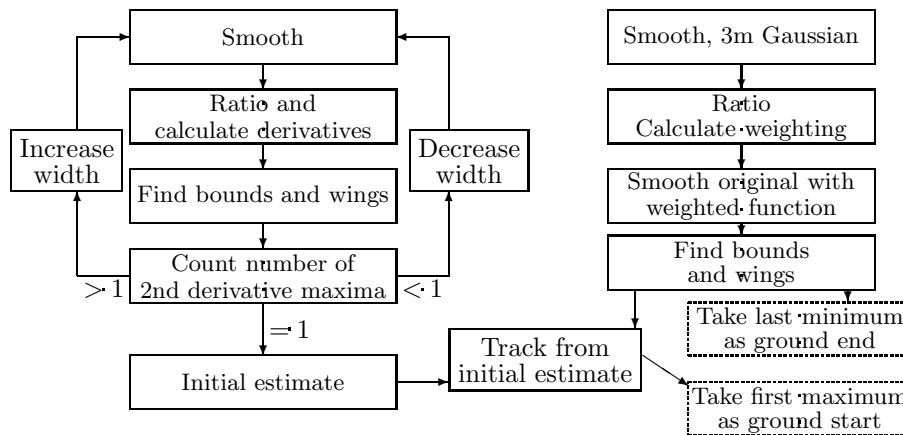 Smooth
Ratio and
calculate derivatives
Increase
width
Decrease
width
Find bounds and wings
Count number of
2nd derivative maxima
> 1
< 1
= 1
Initial estimate
Smooth, 3m Gaussian
Ratio
Calculate weighting
Smooth original with
weighted function
Find bounds
and wings
Take last minimum
as ground end
Track from
initial estimate
Take first maximum
as ground start